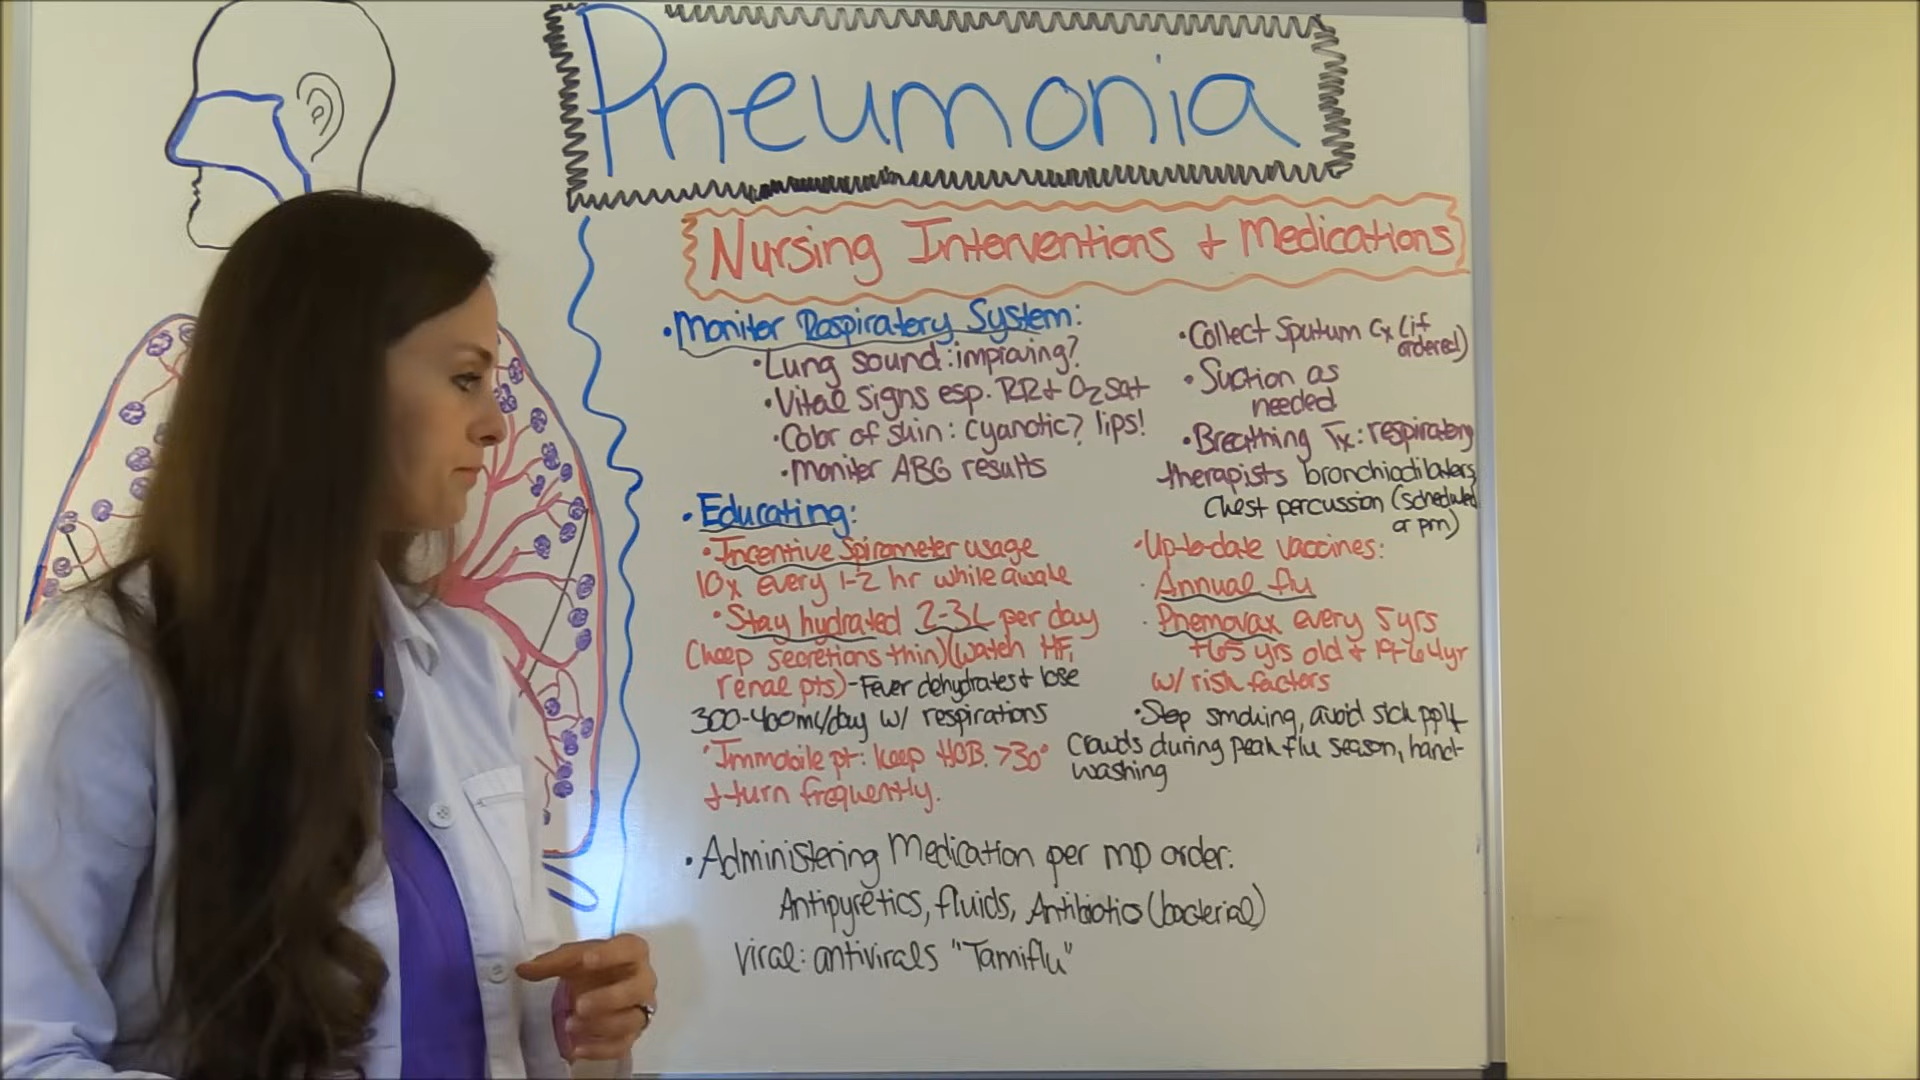 Pneumonia
Nursing Interventions + Medications
• Moniter Respiratory System:
• Lung sound: improving?
• Vital signs esp. RR + O2 sat
• Color of skin: cyanotic? lips!
• Moniter ABG results
• Collect Sputum Cx (if
ordered)
• Suction as
needed
• Breathing Tx: respiratory
therapists bronchiodilaters
Chest percussion (scheduled
or prn)
• Educating:
• Incentive Spirometer usage
10x every 1-2 hr while awake
• Stay hydrated 2-3L per day
(keep secretions thin)(watch HF,
renal pts)-Fever dehydrates + lose
300-400mL/day w/ respirations
• Immobile pt: keep HOB >30°
+ turn frequently.
• Up-to-date vaccines:
• Annual flu
• Pnemovax every 5yrs
+65 yrs old + 19-64yr
w/ risk factors
• Stop smoking, avoid sick ppl +
Crowds during peak flu season, hand-
washing
• Administering Medication per MD order:
Antipyretics, fluids, Antibiotics (bacterial)
Viral: antivirals "Tamiflu"